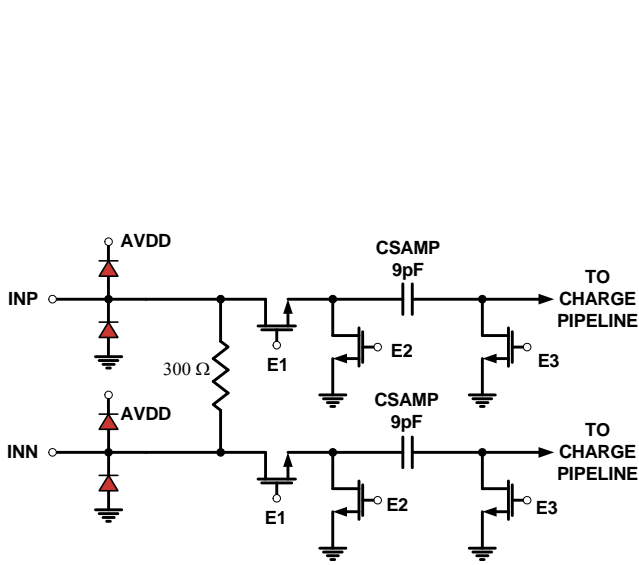 AVDD
CSAMP
9pF
INP
TO
CHARGE
PIPELINE
E1
E2
E3
300 Ω
AVDD
CSAMP
9pF
INN
TO
CHARGE
PIPELINE
E1
E2
E3